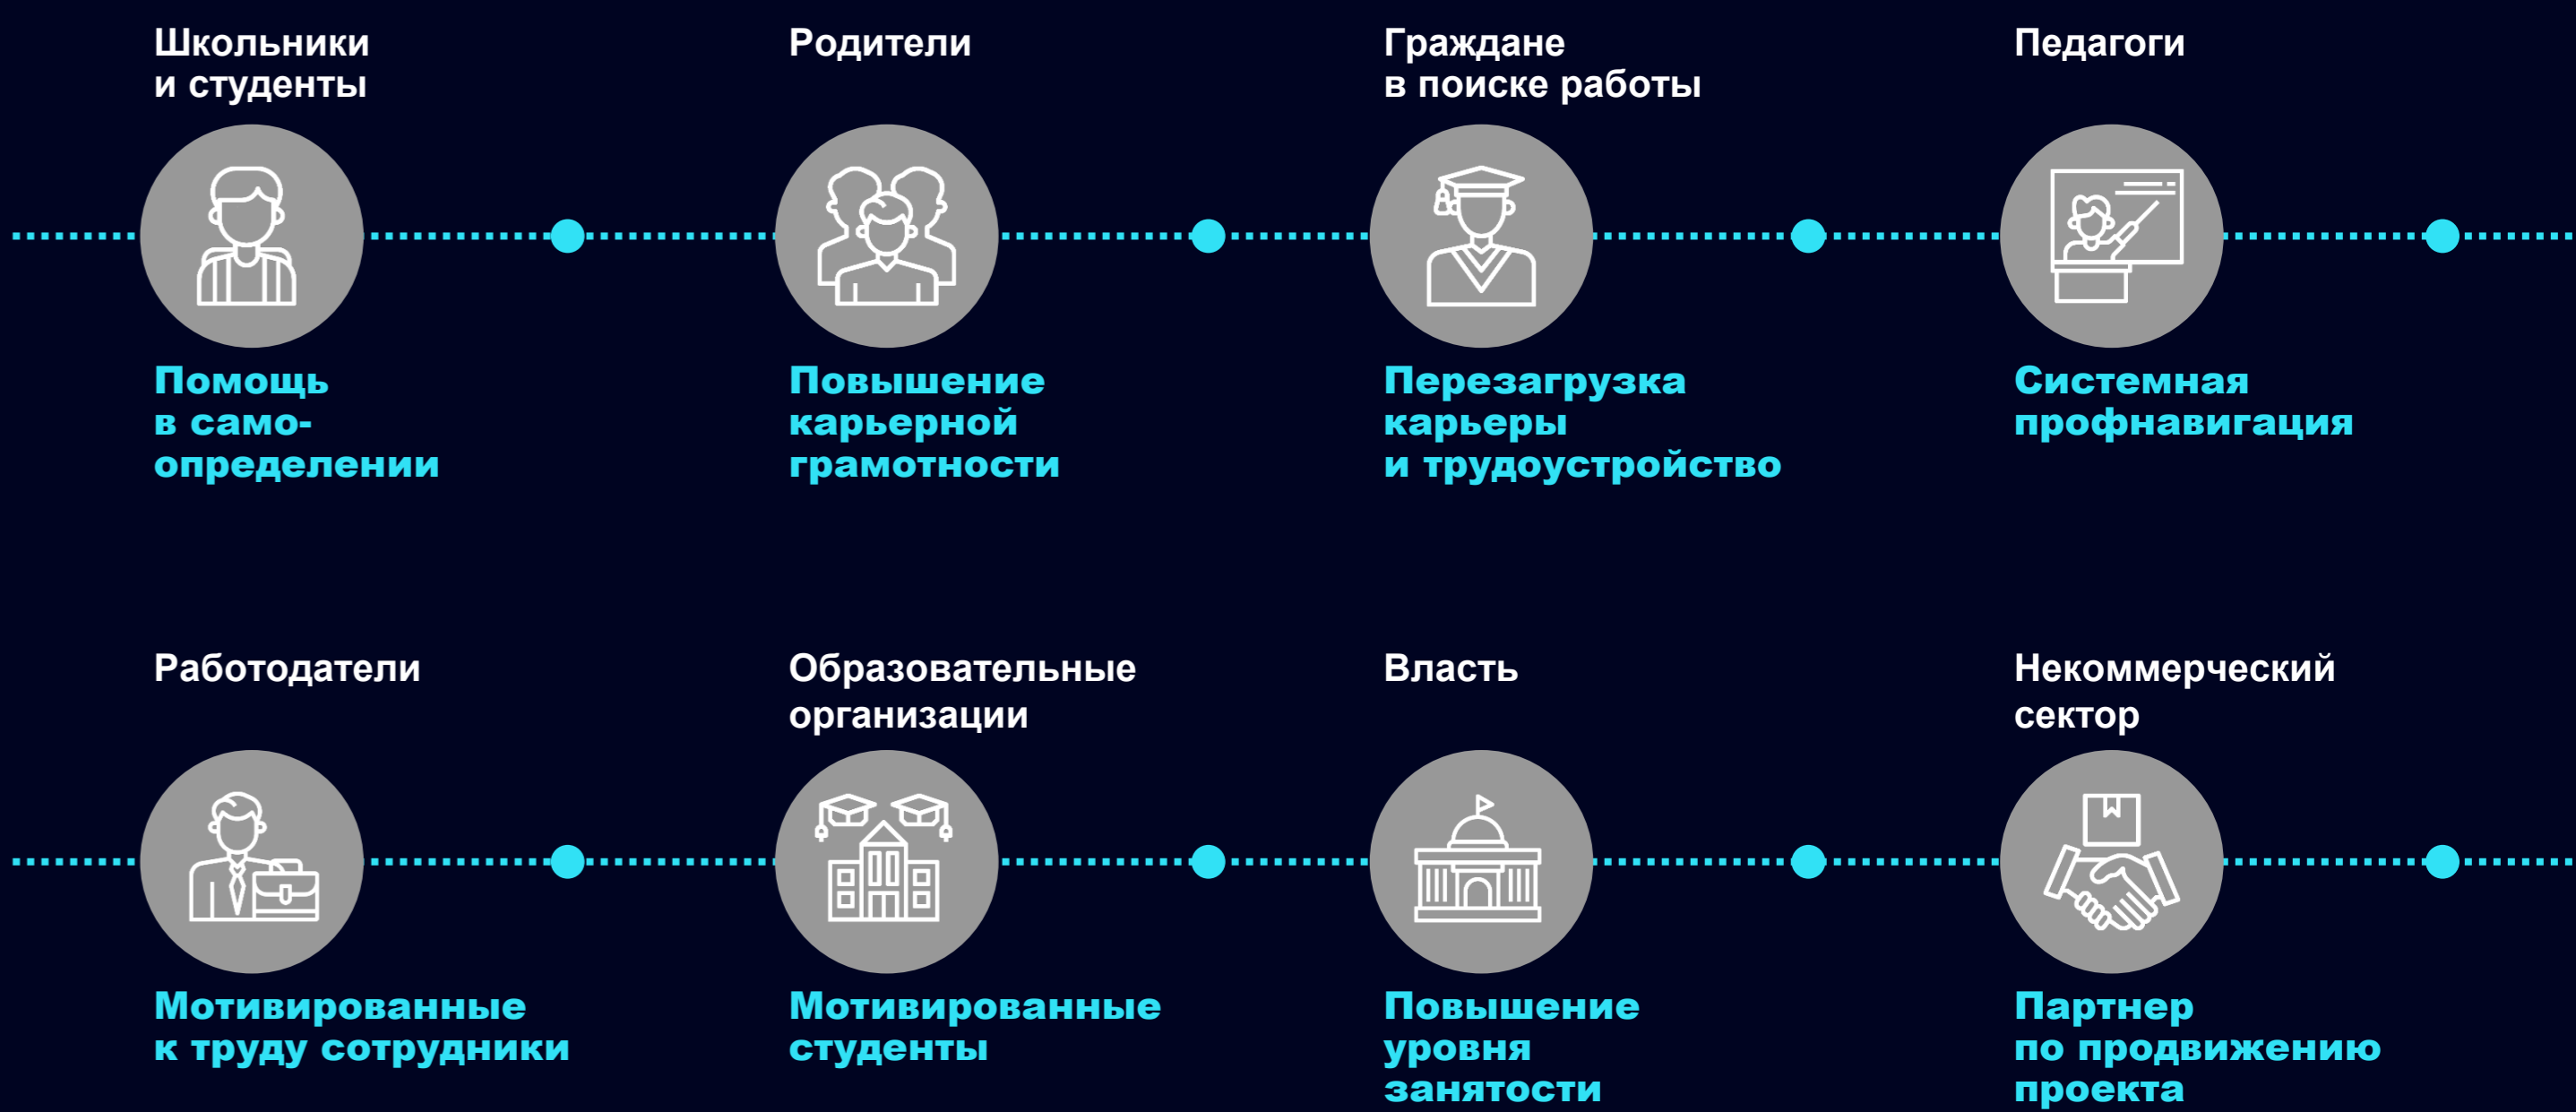 Школьники
и студенты
Помощь
в само-
определении
Родители
Повышение
карьерной
грамотности
Граждане
в поиске работы
Перезагрузка
карьеры
и трудоустройство
Педагоги
Системная
профнавигация
Работодатели
Мотивированные
к труду сотрудники
Образовательные
организации
Мотивированные
студенты
Власть
Повышение
уровня
занятости
Некоммерческий
сектор
Партнер
по продвижению
проекта